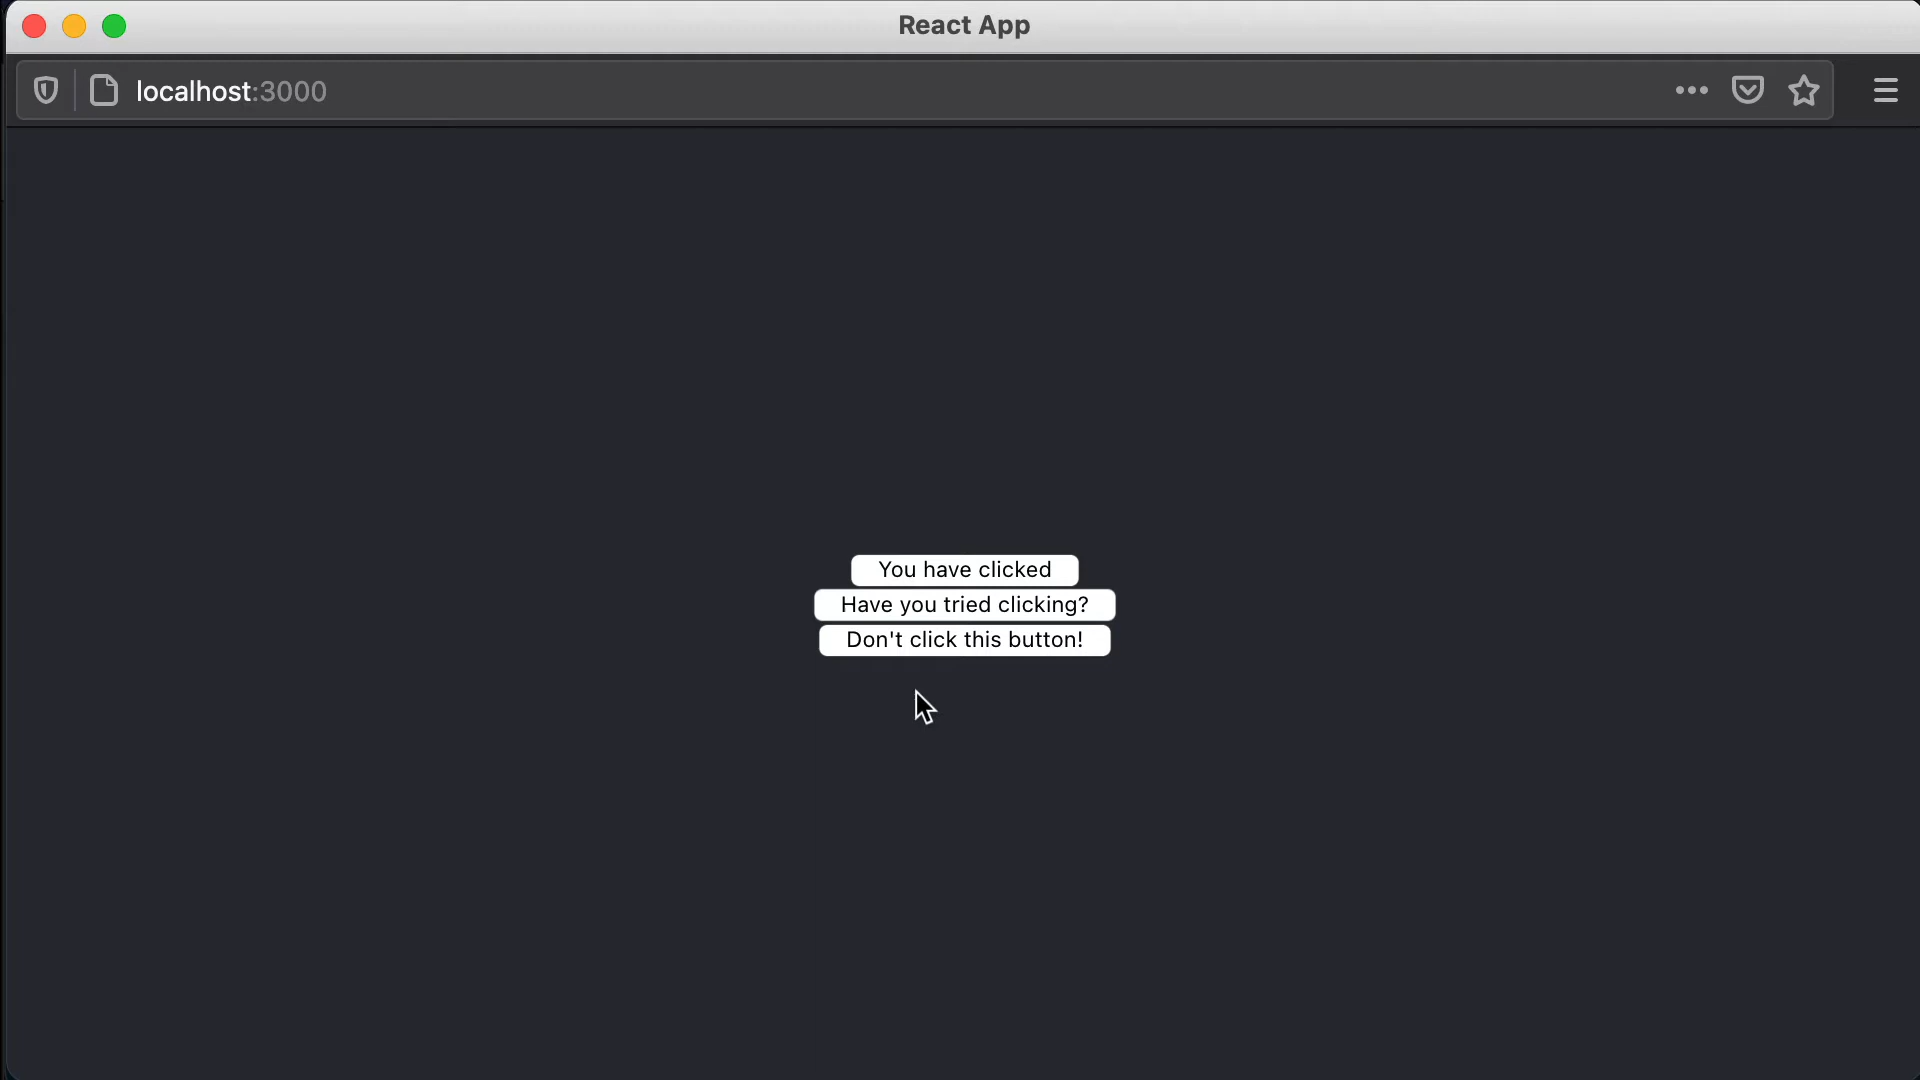 React App
localhost:3000
You have clicked
Have you tried clicking?
Don't click this button!